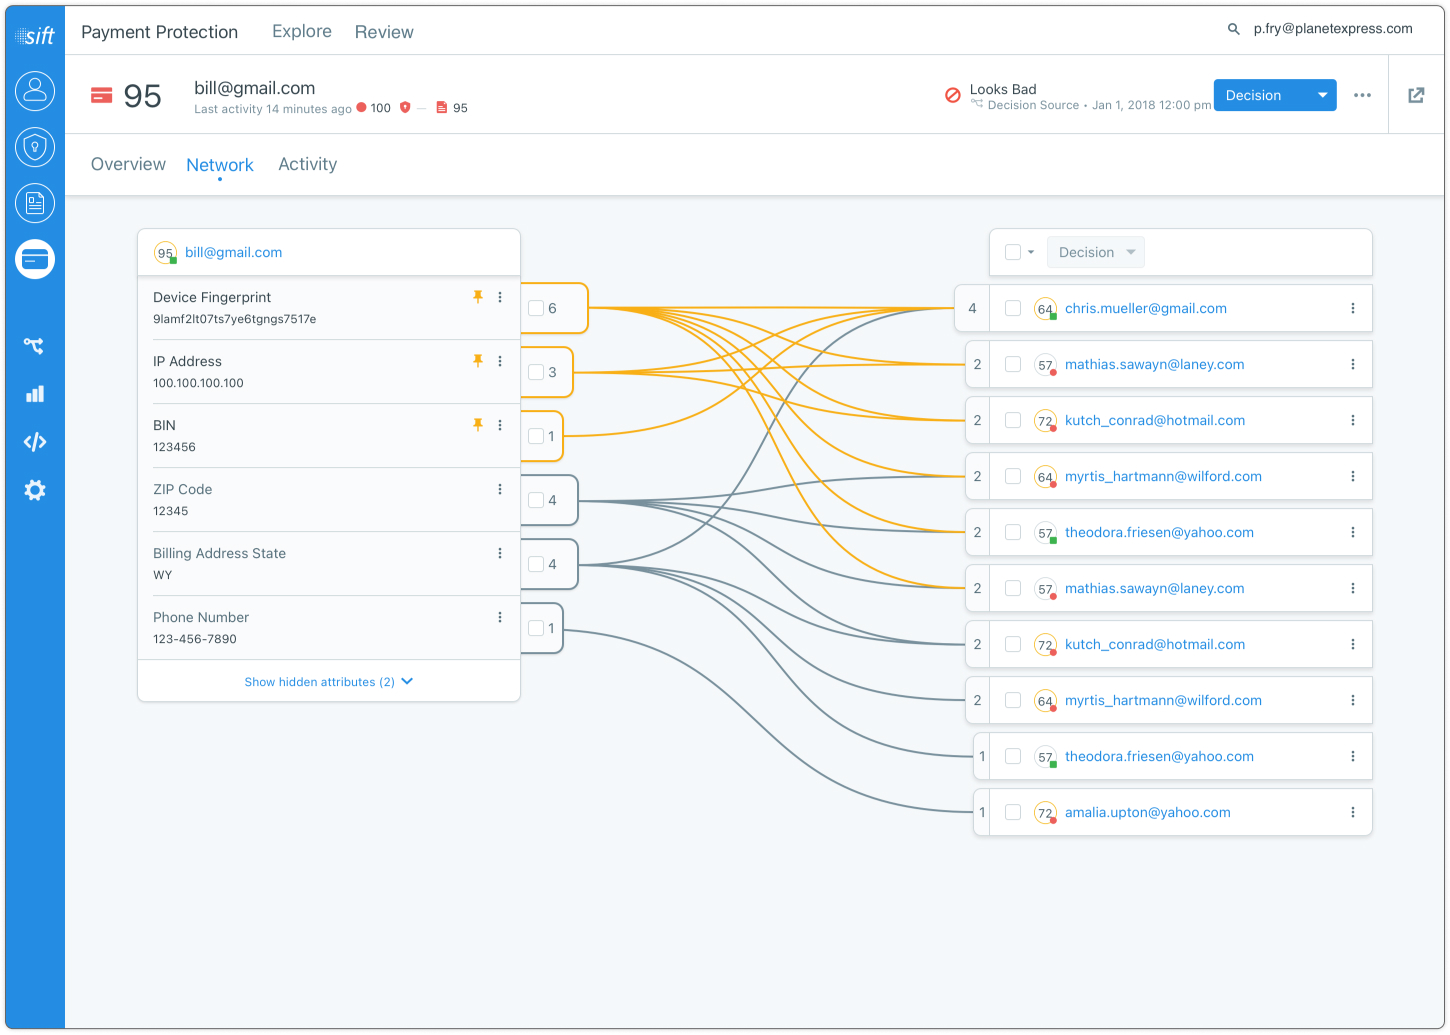 sift
Payment Protection Explore Review p.fry@planetexpress.com
95 bill@gmail.com
Last activity 14 minutes ago 100 — 95
Looks Bad
Decision Source • Jan 1, 2018 12:00 pm
Decision
Overview Network Activity
95 bill@gmail.com
Device Fingerprint
9lamf2lt07ts7ye6tgngs7517e
6
IP Address
100.100.100.100
3
BIN
123456
1
ZIP Code
12345
4
Billing Address State
WY
4
Phone Number
123-456-7890
1
Show hidden attributes (2)
Decision
4 64 chris.mueller@gmail.com
2 57 mathias.sawayn@laney.com
2 72 kutch_conrad@hotmail.com
2 64 myrtis_hartmann@wilford.com
2 57 theodora.friesen@yahoo.com
2 57 mathias.sawayn@laney.com
2 72 kutch_conrad@hotmail.com
2 64 myrtis_hartmann@wilford.com
1 57 theodora.friesen@yahoo.com
1 72 amalia.upton@yahoo.com